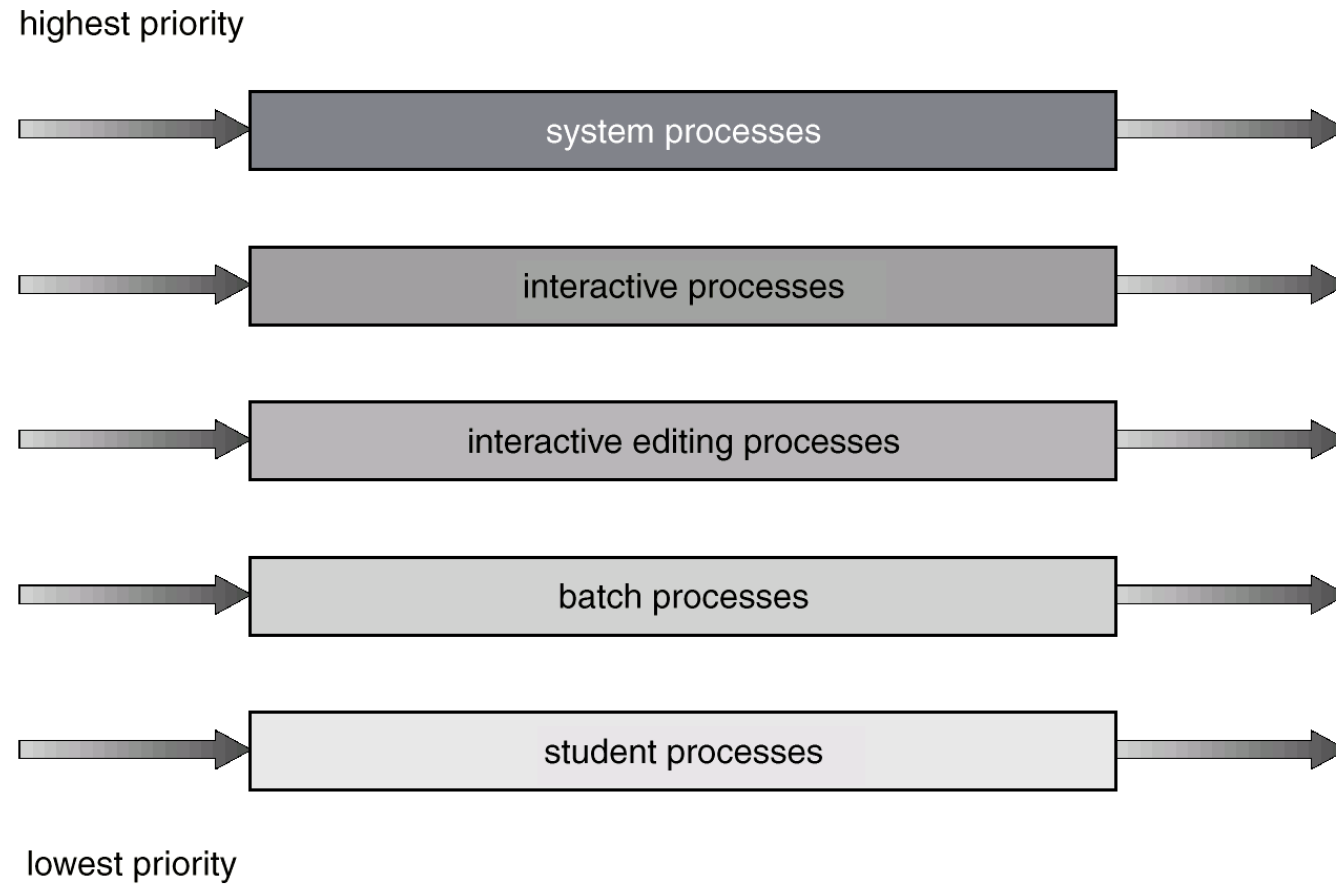 highest priority
system processes
interactive processes
interactive editing processes
batch processes
student processes
lowest priority